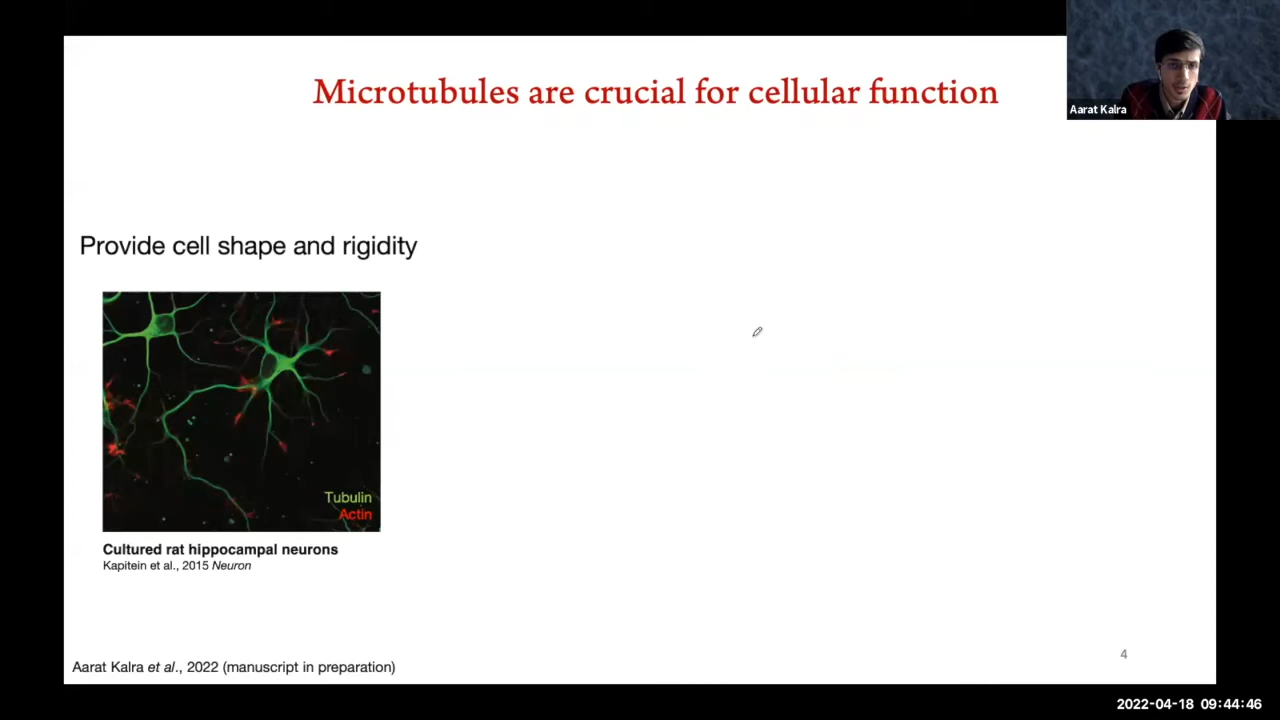 Microtubules are crucial for cellular function
Aarat Kalra
Provide cell shape and rigidity
Tubulin
Actin
Cultured rat hippocampal neurons
Kapitein et al., 2015 Neuron
Aarat Kalra et al., 2022 (manuscript in preparation)
4
2022-04-18 09:44:46